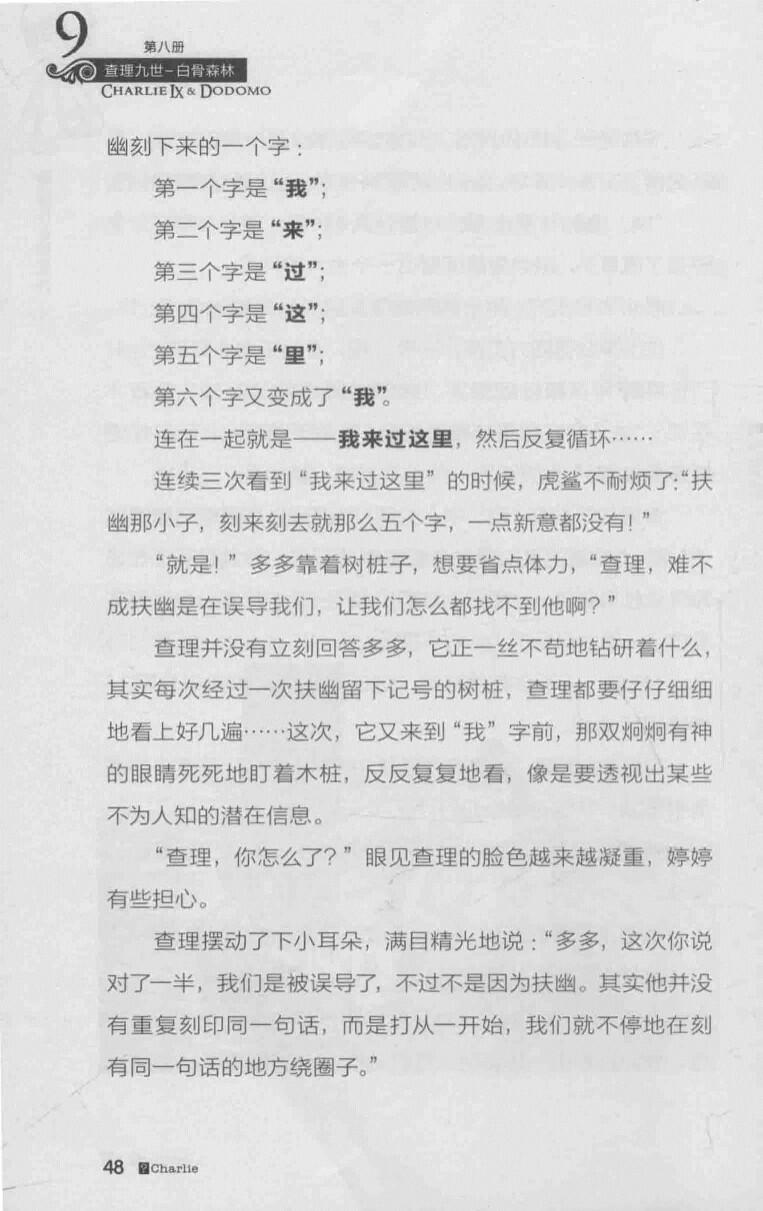 9
第八册
查理九世-白骨森林
CHARLIE IX & DODOMO
幽刻下来的一个字：
第一个字是“我”；
第二个字是“来”；
第三个字是“过”；
第四个字是“这”；
第五个字是“里”；
第六个字又变成了“我”。
连在一起就是 我来过这里，然后反复循环……
连续三次看到“我来过这里”的时候，虎鲨不耐烦了：“扶
幽那小子，刻来刻去就那么五个字，一点新意都没有！”
“就是！”多多靠着树桩子，想要省点体力，“查理，难不
成扶幽是在误导我们，让我们怎么都找不到他啊？”
查理并没有立刻回答多多，它正一丝不苟地钻研着什么，
其实每次经过一次扶幽留下记号的树桩，查理都要仔仔细细
地看上好几遍……这次，它又来到“我”字前，那双炯炯有神
的眼睛死死地盯着木桩，反反复复地看，像是要透视出某些
不为人知的潜在信息。
“查理，你怎么了？”眼见查理的脸色越来越凝重，婷婷
有些担心。
查理摆动了下小耳朵，满目精光地说：“多多，这次你说
对了一半，我们是被误导了，不过不是因为扶幽。其实他并没
有重复刻印同一句话，而是打从一开始，我们就不停地在刻
有同一句话的地方绕圈子。”
48 Charlie